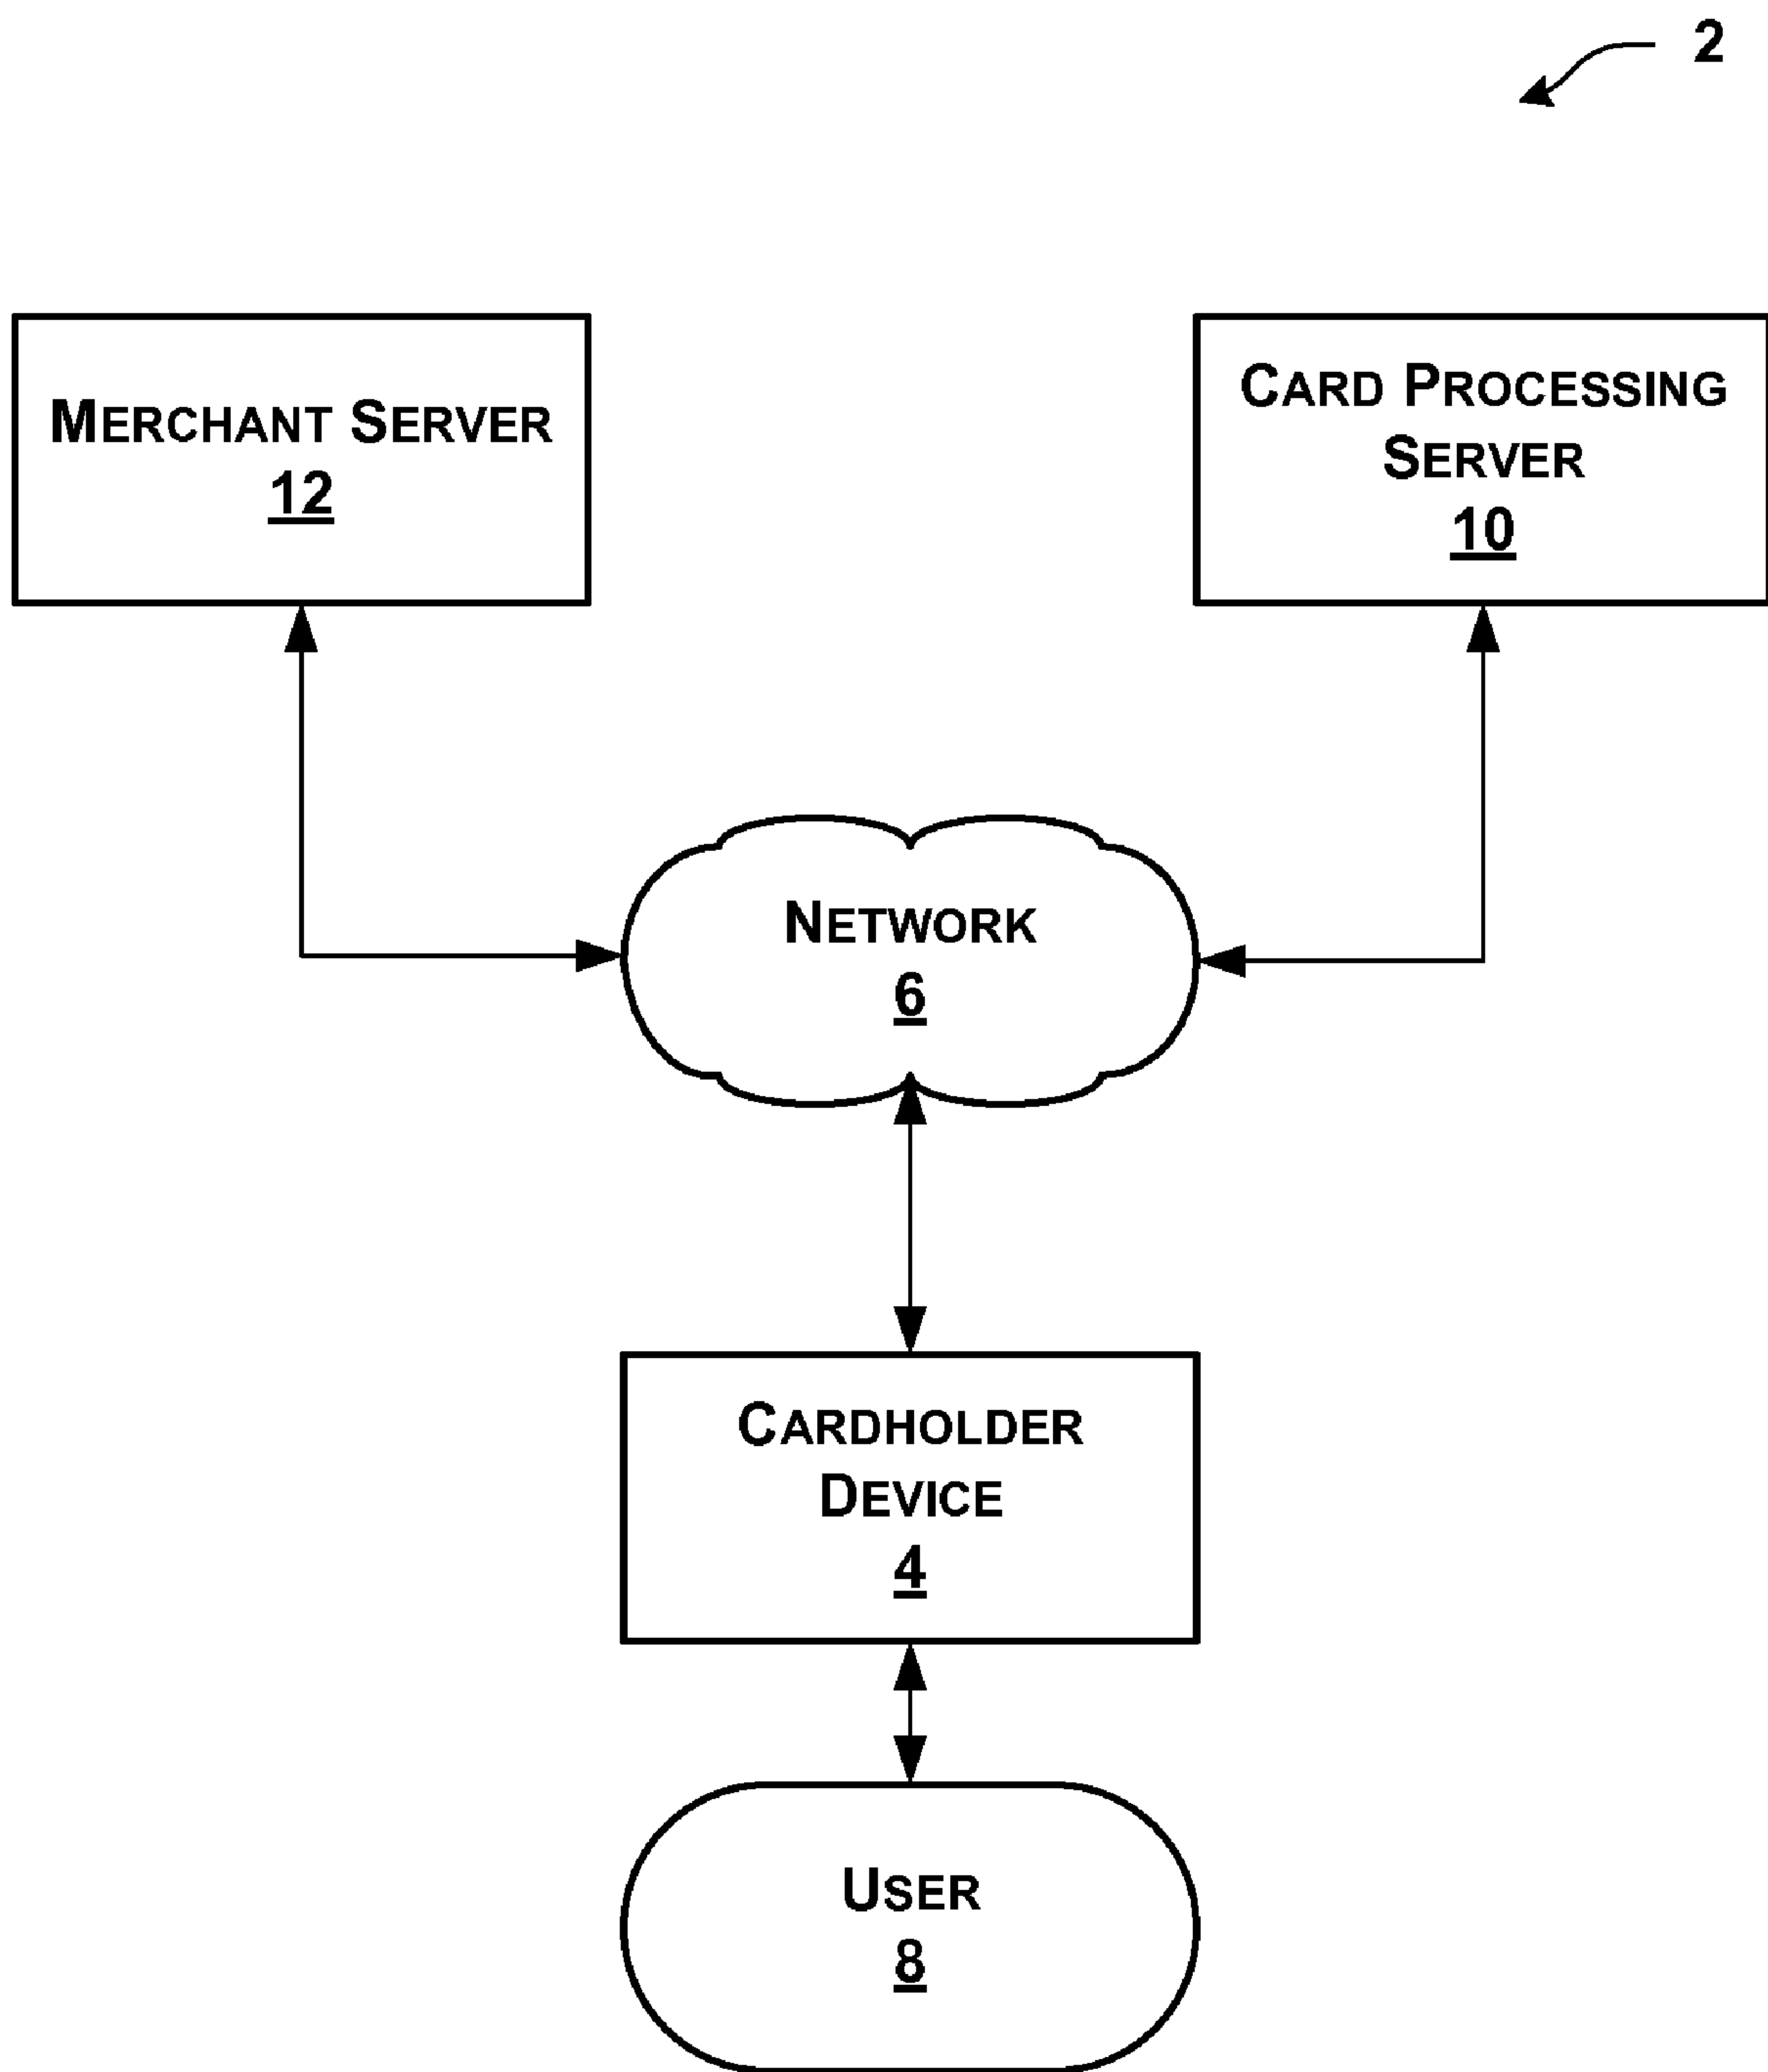 2
MERCHANT SERVER
12
CARD PROCESSING
SERVER
10
NETWORK
6
CARDHOLDER
DEVICE
4
USER
8